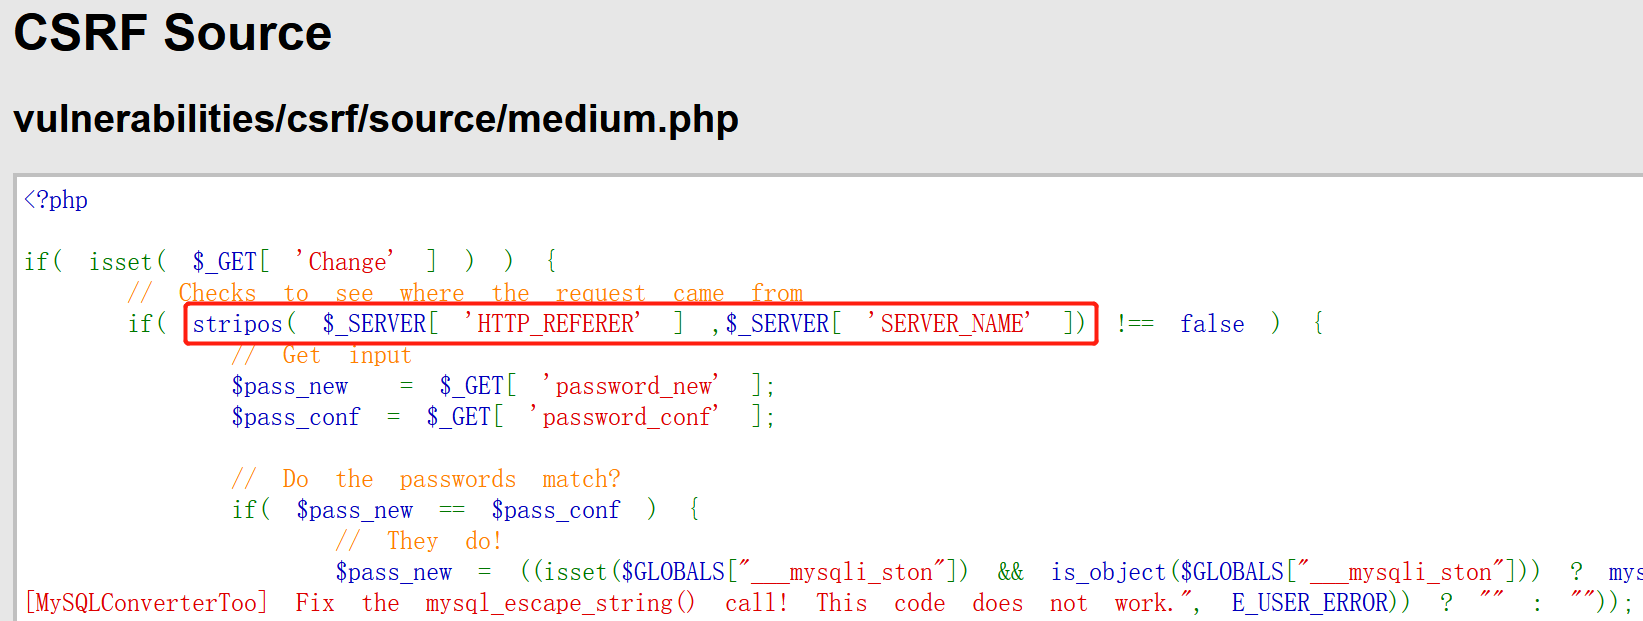 CSRF Source
vulnerabilities/csrf/source/medium.php
<?php
if( isset( $_GET[ 'Change' ] ) ) {
// Checks to see where the request came from
if( stripos( $_SERVER[ 'HTTP_REFERER' ] ,$_SERVER[ 'SERVER_NAME' ]) !== false ) {
// Get input
$pass_new = $_GET[ 'password_new' ];
$pass_conf = $_GET[ 'password_conf' ];
// Do the passwords match?
if( $pass_new == $pass_conf ) {
// They do!
$pass_new = ((isset($GLOBALS["___mysqli_ston"]) && is_object($GLOBALS["___mysqli_ston"])) ? mys
[MySQLConverterToo] Fix the mysql_escape_string() call! This code does not work.", E_USER_ERROR)) ? "" : ""));